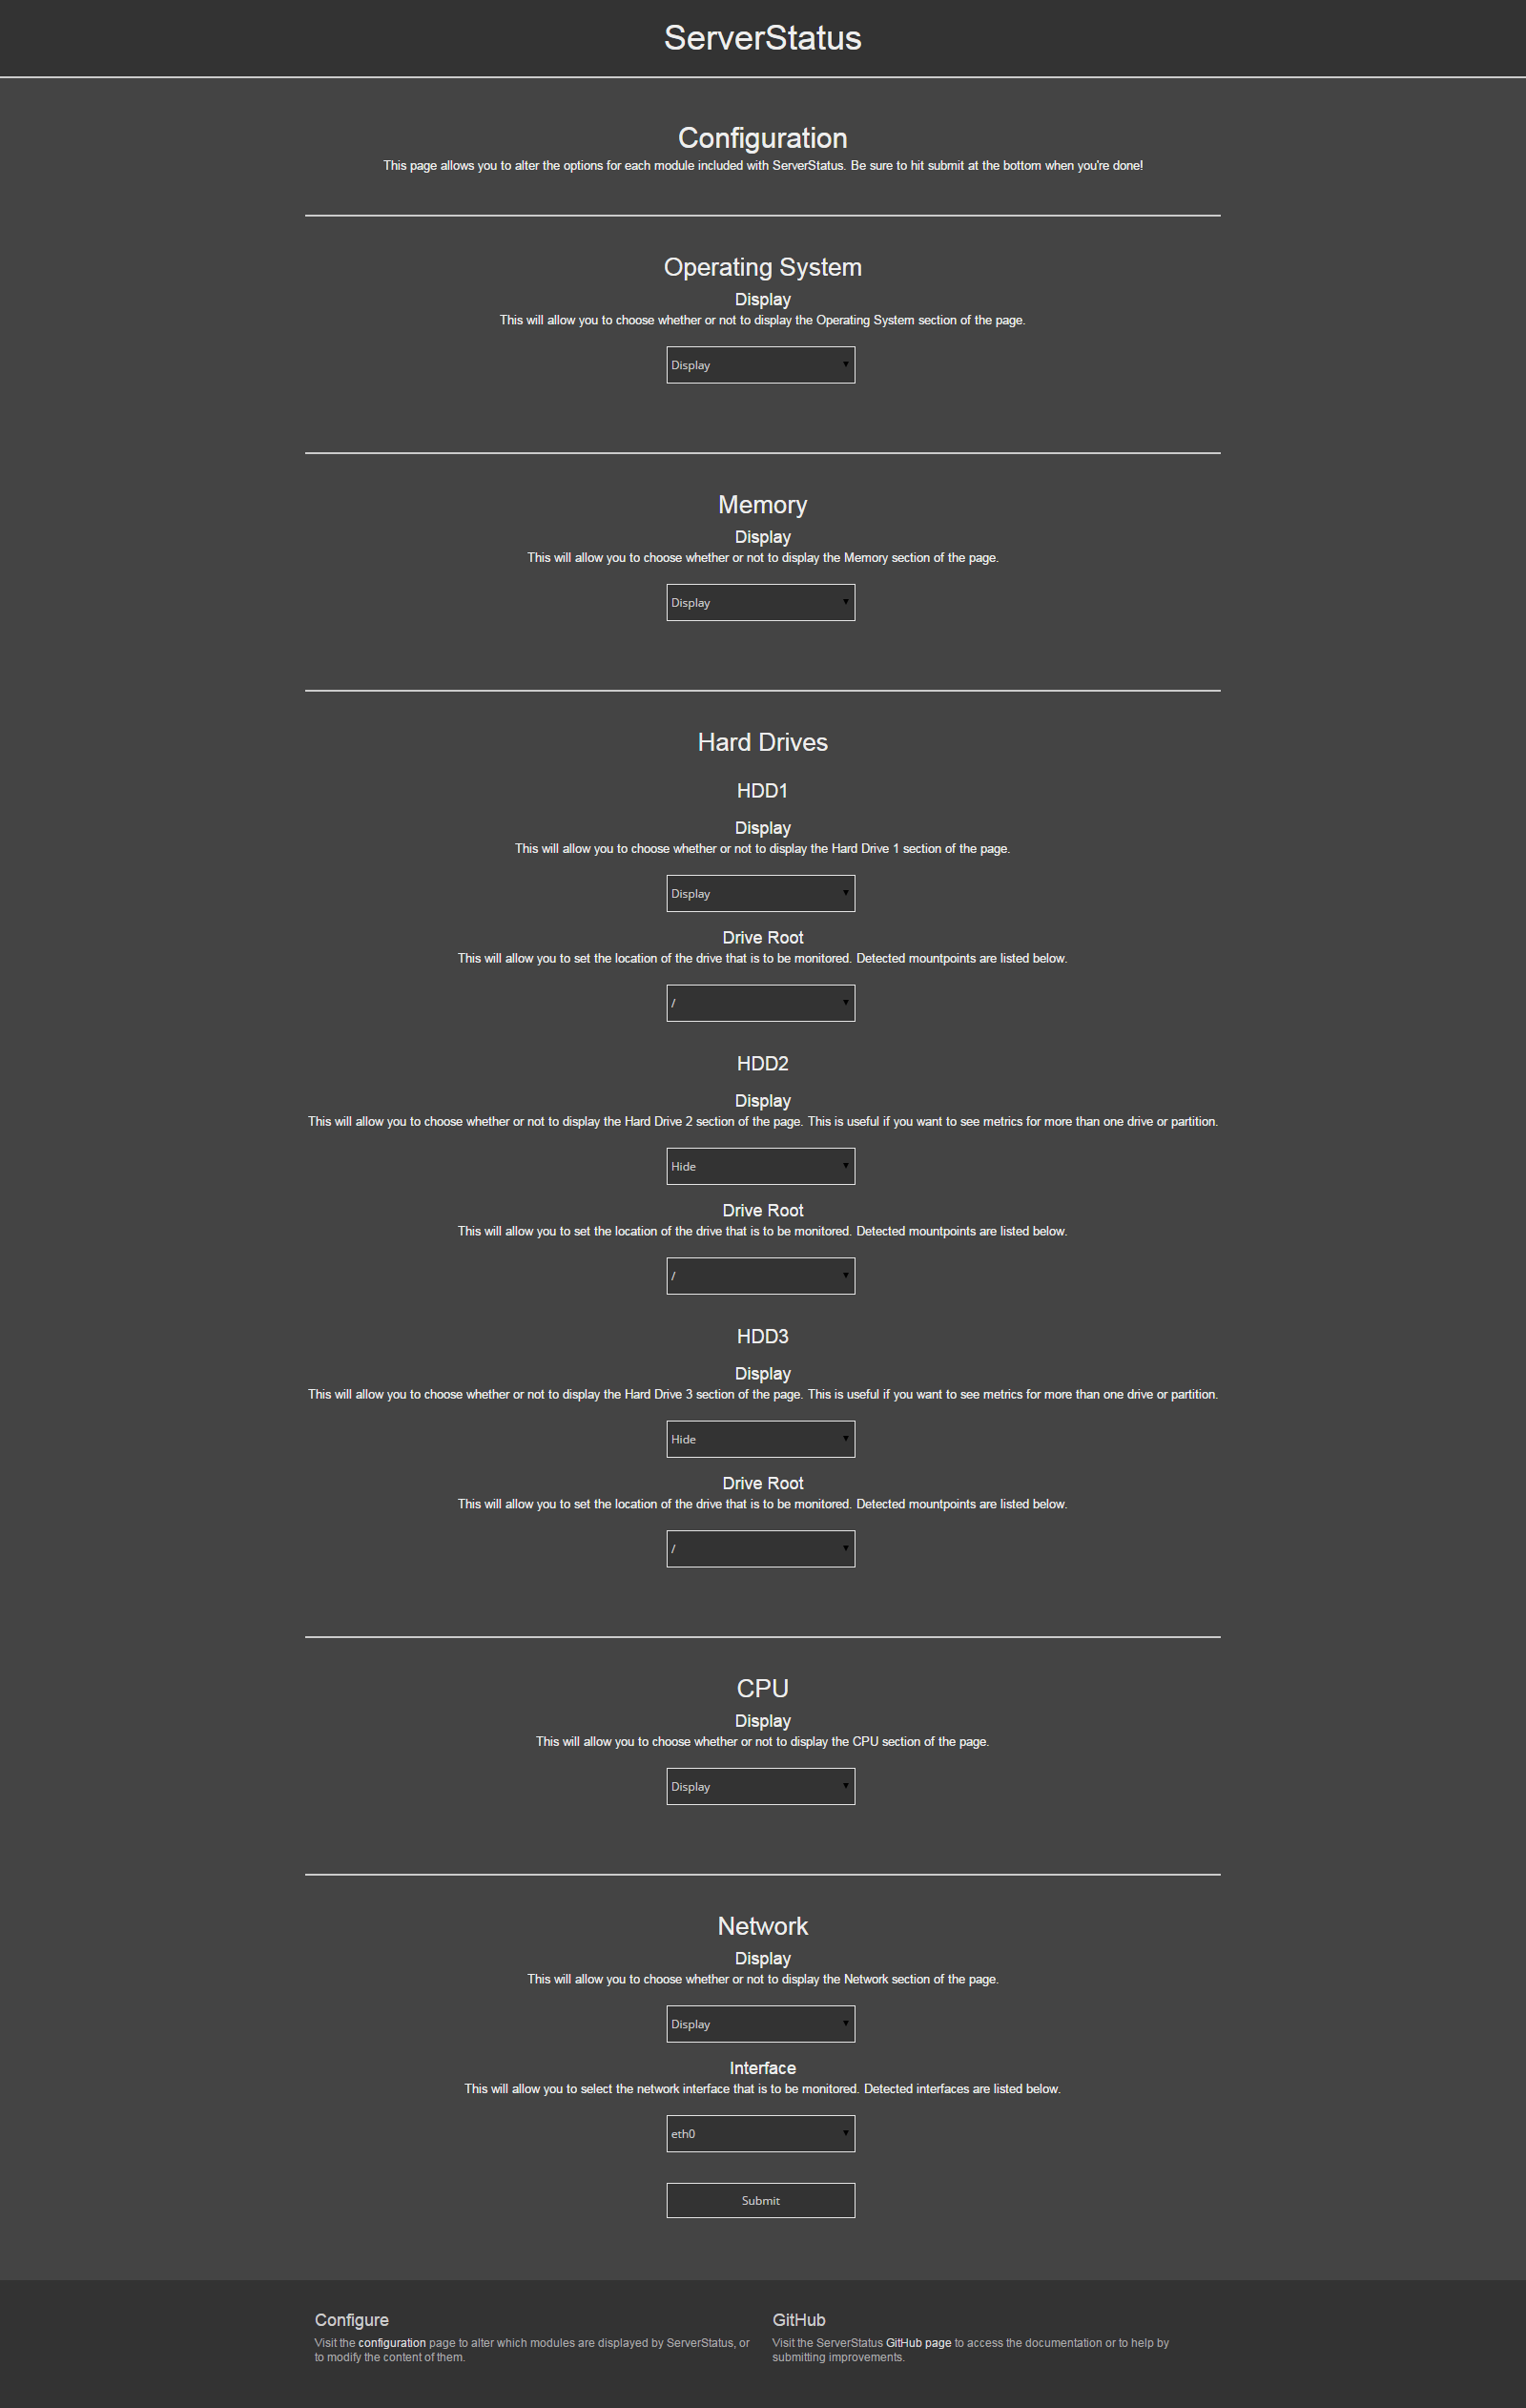 ServerStatus
Configuration
This page allows you to alter the options for each module included with ServerStatus. Be sure to hit submit at the bottom when you're done!
Operating System
Display
This will allow you to choose whether or not to display the Operating System section of the page.
Display
Memory
Display
This will allow you to choose whether or not to display the Memory section of the page.
Display
Hard Drives
HDD1
Display
This will allow you to choose whether or not to display the Hard Drive 1 section of the page.
Display
Drive Root
This will allow you to set the location of the drive that is to be monitored. Detected mountpoints are listed below.
/
HDD2
Display
This will allow you to choose whether or not to display the Hard Drive 2 section of the page. This is useful if you want to see metrics for more than one drive or partition.
Hide
Drive Root
This will allow you to set the location of the drive that is to be monitored. Detected mountpoints are listed below.
/
HDD3
Display
This will allow you to choose whether or not to display the Hard Drive 3 section of the page. This is useful if you want to see metrics for more than one drive or partition.
Hide
Drive Root
This will allow you to set the location of the drive that is to be monitored. Detected mountpoints are listed below.
/
CPU
Display
This will allow you to choose whether or not to display the CPU section of the page.
Display
Network
Display
This will allow you to choose whether or not to display the Network section of the page.
Display
Interface
This will allow you to select the network interface that is to be monitored. Detected interfaces are listed below.
eth0
Submit
Configure
Visit the configuration page to alter which modules are displayed by ServerStatus, or
to modify the content of them.
GitHub
Visit the ServerStatus GitHub page to access the documentation or to help by
submitting improvements.